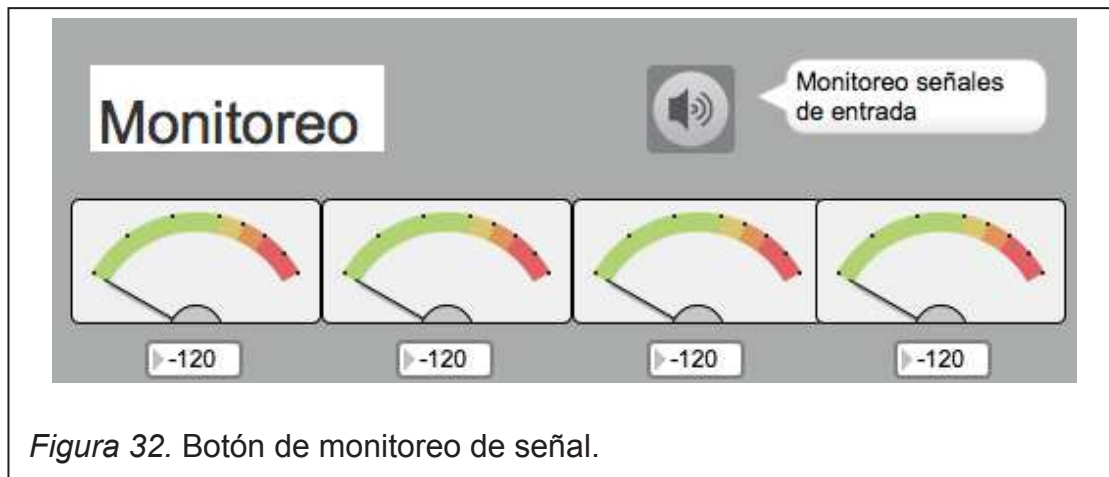 Monitoreo
Monitoreo señales
de entrada
-120
-120
-120
-120
Figura 32. Botón de monitoreo de señal.